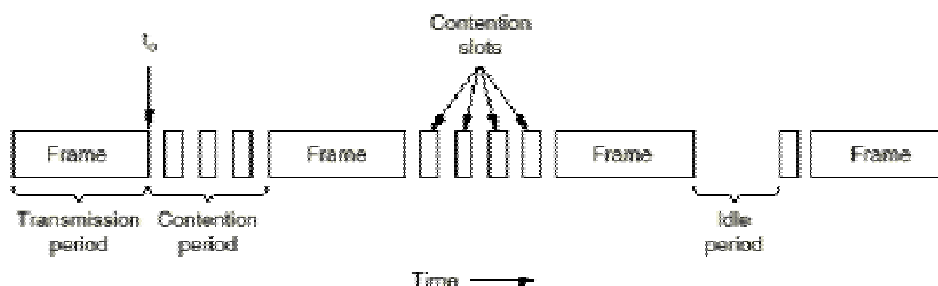 Contention
slots
t₀
Frame
Frame
Frame
Frame
Transmission
period
Contention
period
Idle
period
Time